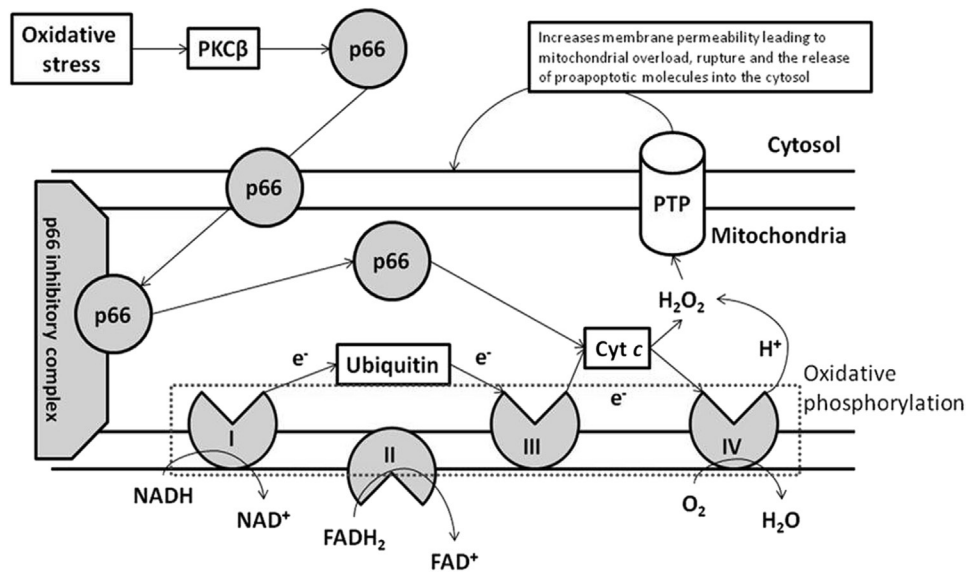 Oxidative
stress
PKCβ
p66
Increases membrane permeability leading to
mitochondrial overload, rupture and the release
of proapoptotic molecules into the cytosol
Cytosol
p66
PTP
Mitochondria
p66 inhibitory complex
p66
p66
H₂O₂
e⁻
Ubiquitin
e⁻
Cyt c
H⁺
e⁻
Oxidative
phosphorylation
I
II
III
IV
NADH
NAD⁺
FADH₂
FAD⁺
O₂
H₂O